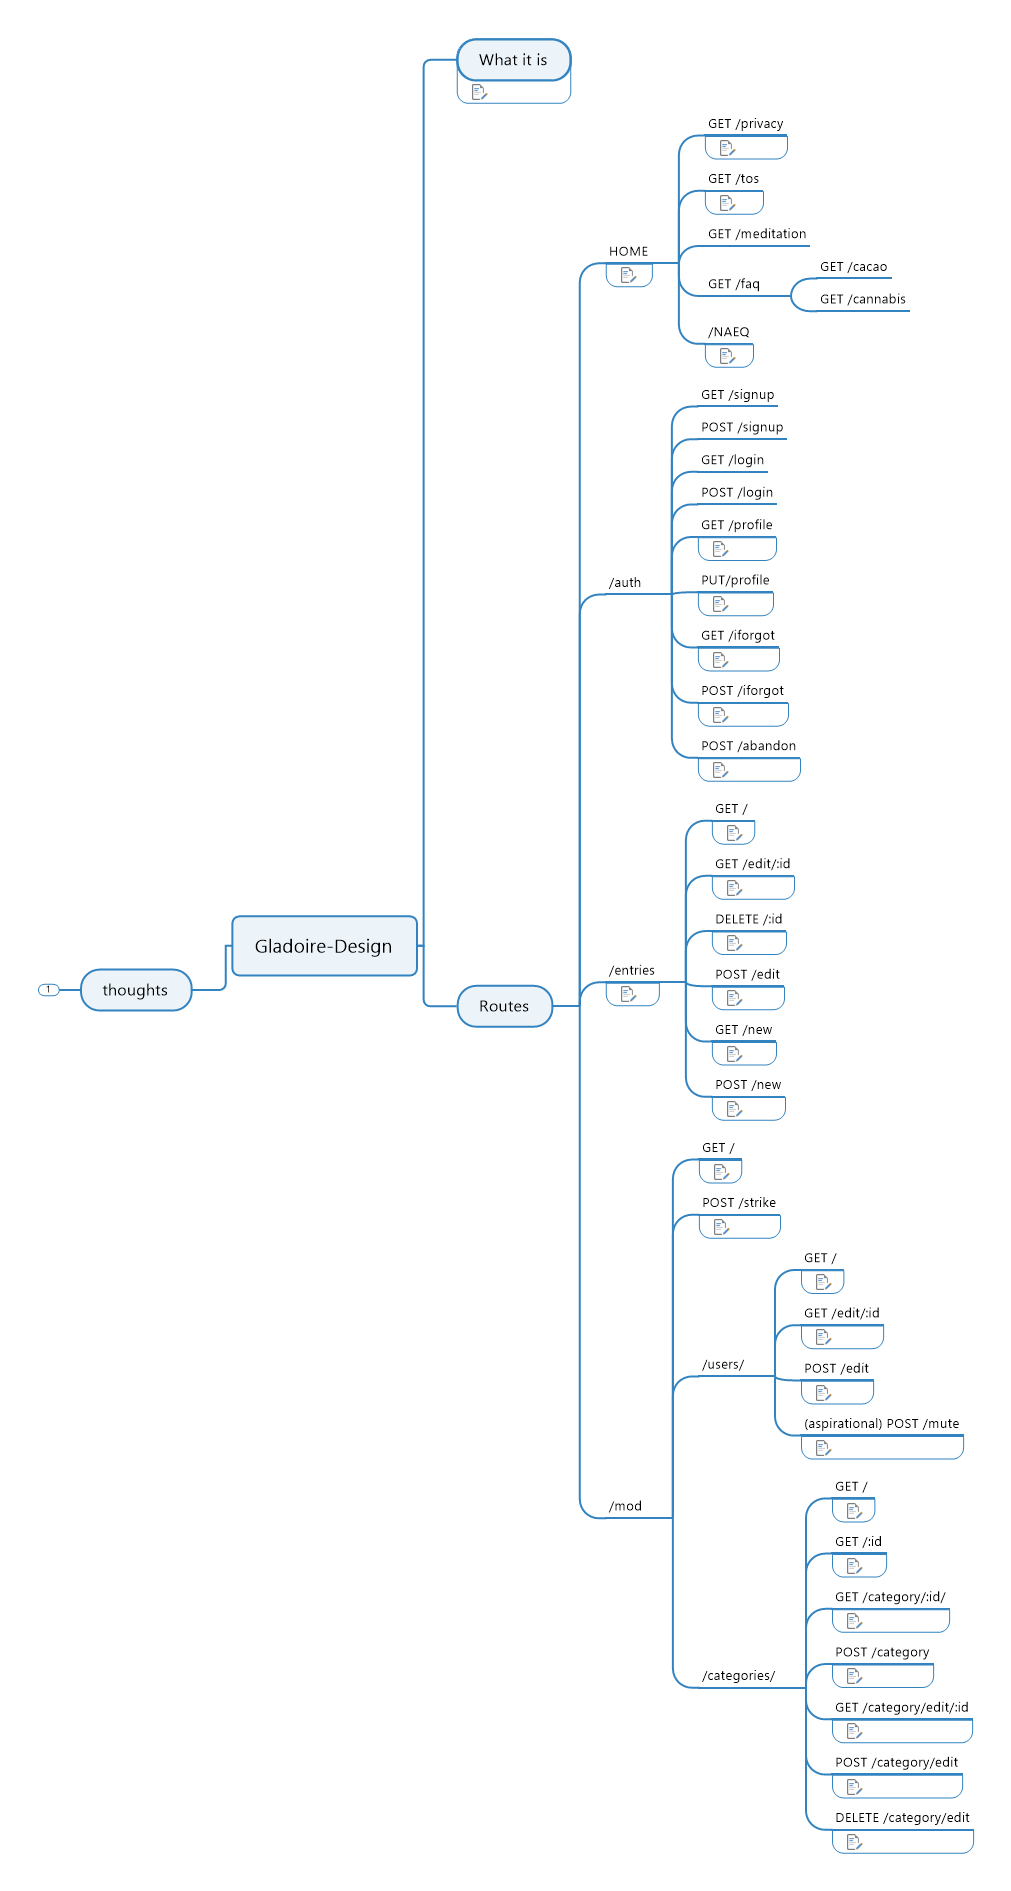 What it is
GET /privacy
GET /tos
GET /meditation
HOME
GET /cacao
GET /faq
GET /cannabis
/NAEQ
GET /signup
POST /signup
GET /login
POST /login
GET /profile
/auth
PUT/profile
GET /iforgot
POST /iforgot
POST /abandon
GET /
GET /edit/:id
DELETE /:id
Gladoire-Design
/entries
POST /edit
1
thoughts
Routes
GET /new
POST /new
GET /
POST /strike
GET /
GET /edit/:id
/users/
POST /edit
(aspirational) POST /mute
GET /
/mod
GET /:id
GET /category/:id/
POST /category
/categories/
GET /category/edit/:id
POST /category/edit
DELETE /category/edit